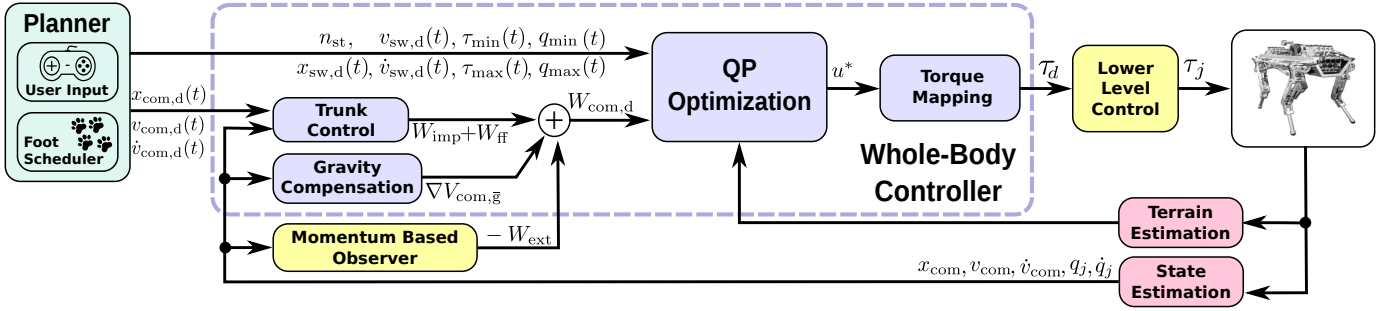 Planner
User Input
Foot
Scheduler
x_com,d(t)
v_com,d(t)
v̇_com,d(t)
n_st, v_sw,d(t), τ_min(t), q_min(t)
x_sw,d(t), v̇_sw,d(t), τ_max(t), q_max(t)
Trunk
Control
W_imp+W_ff
Gravity
Compensation
∇V_com,g̅
Momentum Based
Observer
− W_ext
+
W_com,d
QP
Optimization
u*
Torque
Mapping
Whole-Body
Controller
τ_d
Lower
Level
Control
τ_j
Terrain
Estimation
State
Estimation
x_com, v_com, v̇_com, q_j, q̇_j